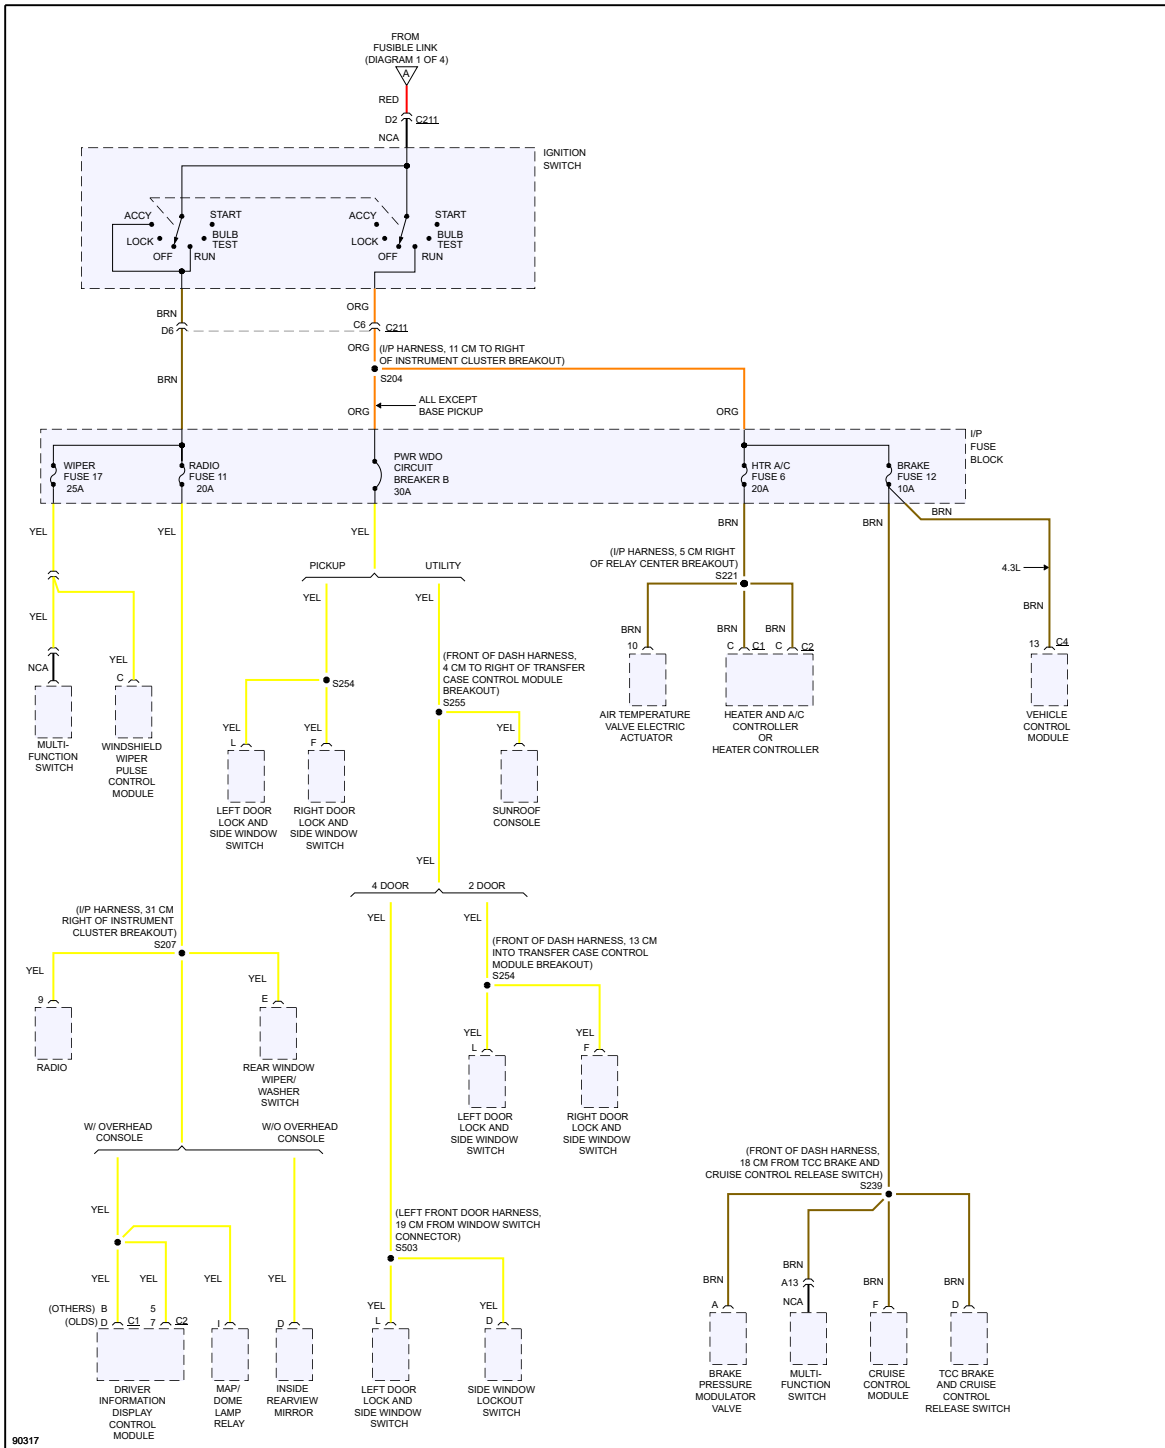 FROM
FUSIBLE LINK
(DIAGRAM 1 OF 4)
A
RED
D2 C211
NCA
IGNITION
SWITCH
ACCY
START
LOCK
BULB
TEST
OFF
RUN
ACCY
START
LOCK
BULB
TEST
OFF
RUN
BRN
ORG
D6
C6 C211
ORG
(I/P HARNESS, 11 CM TO RIGHT
OF INSTRUMENT CLUSTER BREAKOUT)
S204
BRN
ALL EXCEPT
BASE PICKUP
ORG
ORG
I/P
FUSE
BLOCK
WIPER
FUSE 17
25A
RADIO
FUSE 11
20A
PWR WDO
CIRCUIT
BREAKER B
30A
HTR A/C
FUSE 6
20A
BRAKE
FUSE 12
10A
YEL
YEL
YEL
BRN
BRN
BRN
(I/P HARNESS, 5 CM RIGHT
OF RELAY CENTER BREAKOUT)
S221
4.3L
PICKUP
UTILITY
YEL
YEL
YEL
BRN
BRN
BRN
BRN
10
C C1
C C2
13 C4
NCA
YEL
C
MULTI-
FUNCTION
SWITCH
WINDSHIELD
WIPER
PULSE
CONTROL
MODULE
S254
(FRONT OF DASH HARNESS,
4 CM TO RIGHT OF TRANSFER
CASE CONTROL MODULE
BREAKOUT)
S255
AIR TEMPERATURE
VALVE ELECTRIC
ACTUATOR
HEATER AND A/C
CONTROLLER
OR
HEATER CONTROLLER
VEHICLE
CONTROL
MODULE
YEL
YEL
YEL
L
F
LEFT DOOR
LOCK AND
SIDE WINDOW
SWITCH
RIGHT DOOR
LOCK AND
SIDE WINDOW
SWITCH
SUNROOF
CONSOLE
YEL
4 DOOR
2 DOOR
YEL
YEL
(I/P HARNESS, 31 CM
RIGHT OF INSTRUMENT
CLUSTER BREAKOUT)
S207
(FRONT OF DASH HARNESS, 13 CM
INTO TRANSFER CASE CONTROL
MODULE BREAKOUT)
S254
YEL
YEL
9
E
RADIO
REAR WINDOW
WIPER/
WASHER
SWITCH
YEL
YEL
L
F
LEFT DOOR
LOCK AND
SIDE WINDOW
SWITCH
RIGHT DOOR
LOCK AND
SIDE WINDOW
SWITCH
W/ OVERHEAD
CONSOLE
W/O OVERHEAD
CONSOLE
(FRONT OF DASH HARNESS,
18 CM FROM TCC BRAKE AND
CRUISE CONTROL RELEASE SWITCH)
S239
YEL
(LEFT FRONT DOOR HARNESS,
19 CM FROM WINDOW SWITCH
CONNECTOR)
S503
YEL
YEL
YEL
YEL
BRN
BRN
BRN
BRN
A13
NCA
(OTHERS) B 5
(OLDS) D C1 7 C2
I
D
YEL
YEL
L
D
A
F
D
DRIVER
INFORMATION
DISPLAY
CONTROL
MODULE
MAP/
DOME
LAMP
RELAY
INSIDE
REARVIEW
MIRROR
LEFT DOOR
LOCK AND
SIDE WINDOW
SWITCH
SIDE WINDOW
LOCKOUT
SWITCH
BRAKE
PRESSURE
MODULATOR
VALVE
MULTI-
FUNCTION
SWITCH
CRUISE
CONTROL
MODULE
TCC BRAKE
AND CRUISE
CONTROL
RELEASE SWITCH
90317